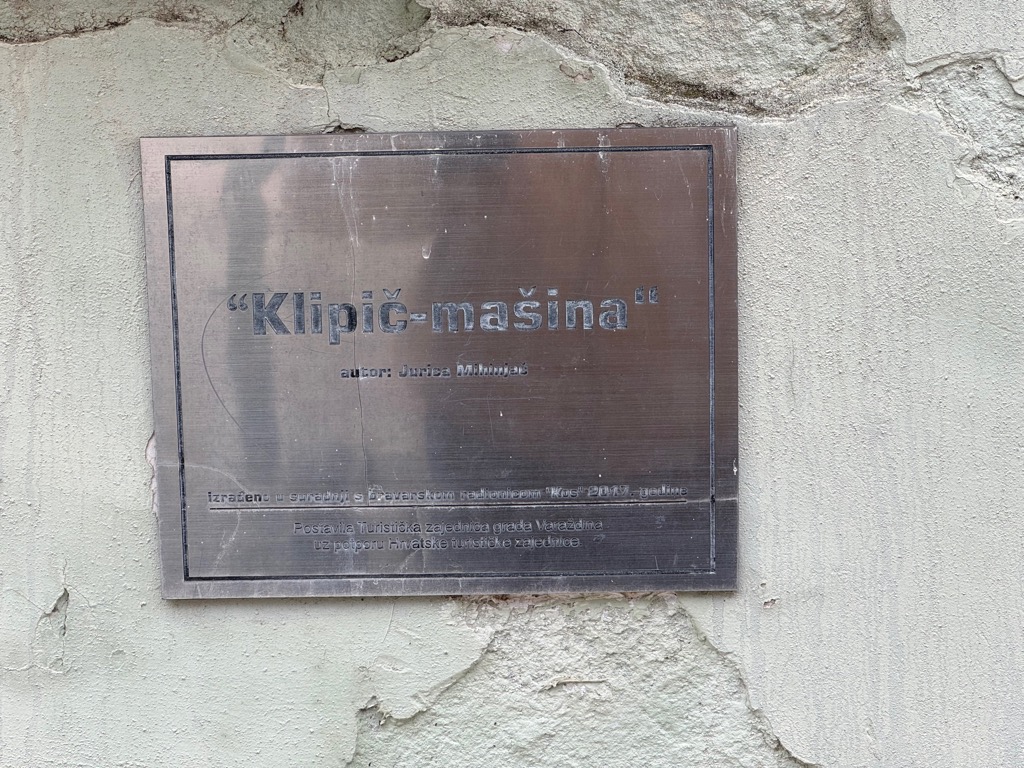 “Klipič-mašina"
autor: Jurica Mihinjač
izrađeno u suradnji s bravarskom radionicom "Kos" 2017. godine
Postavila Turistička zajednica grada Varaždina
uz potporu Hrvatske turističke zajednice